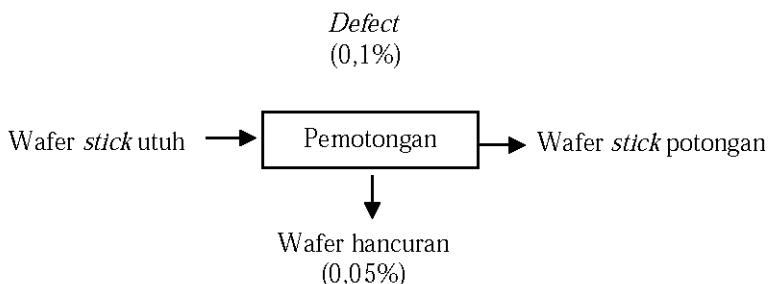 Defect
(0,1%)
Wafer stick utuh
Pemotongan
Wafer stick potongan
Wafer hancuran
(0,05%)